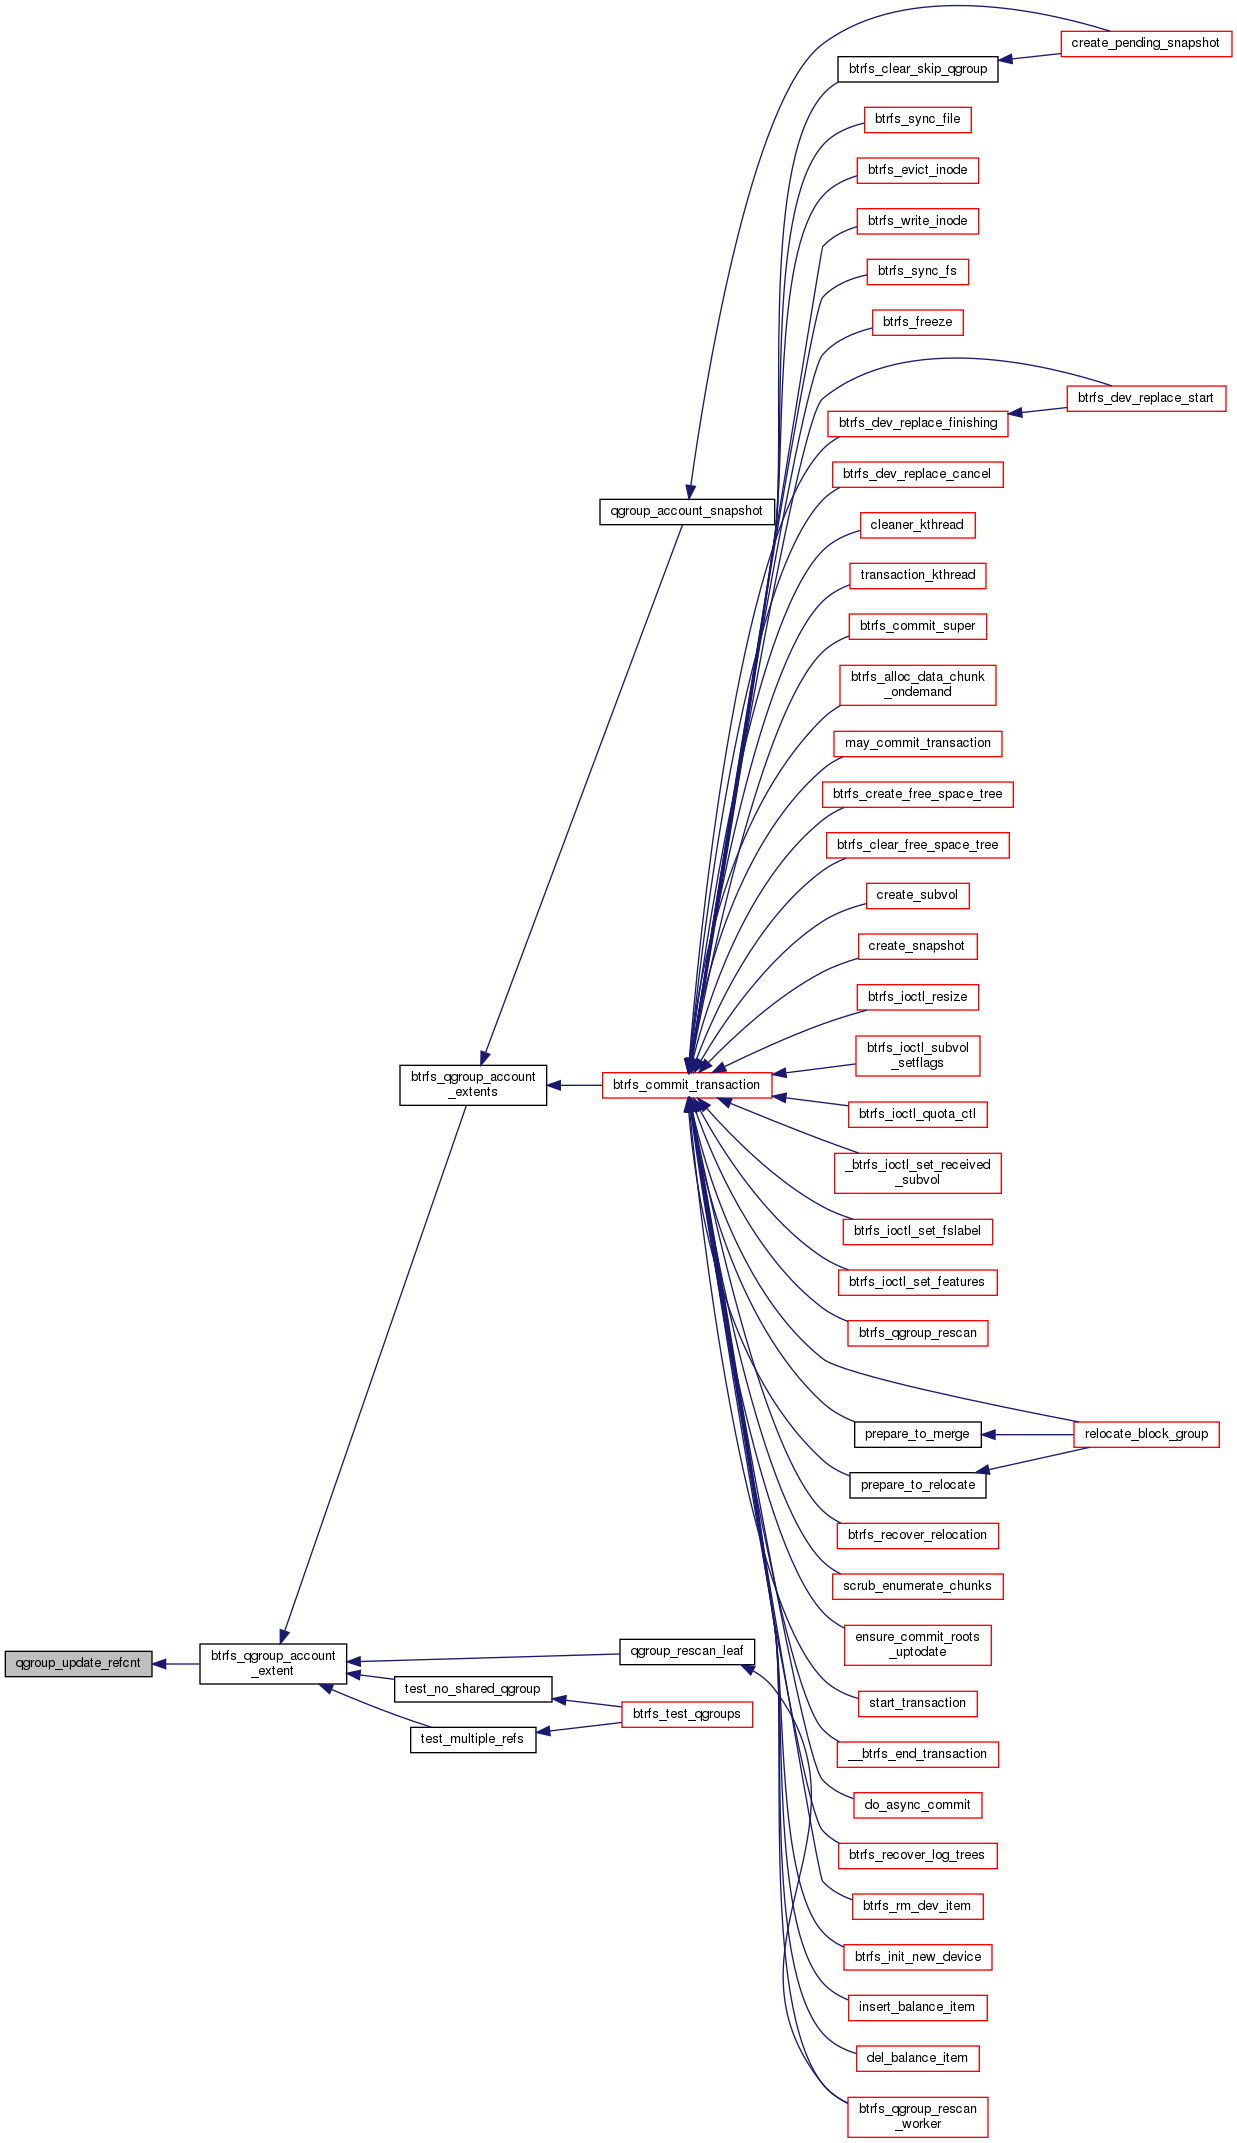 create_pending_snapshot
btrfs_clear_skip_qgroup
btrfs_sync_file
btrfs_evict_inode
btrfs_write_inode
btrfs_sync_fs
btrfs_freeze
btrfs_dev_replace_start
btrfs_dev_replace_finishing
btrfs_dev_replace_cancel
qgroup_account_snapshot
cleaner_kthread
transaction_kthread
btrfs_commit_super
btrfs_alloc_data_chunk
_ondemand
may_commit_transaction
btrfs_create_free_space_tree
btrfs_clear_free_space_tree
create_subvol
create_snapshot
btrfs_ioctl_resize
btrfs_ioctl_subvol
_setflags
btrfs_qgroup_account
_extents
btrfs_commit_transaction
btrfs_ioctl_quota_ctl
_btrfs_ioctl_set_received
_subvol
btrfs_ioctl_set_fslabel
btrfs_ioctl_set_features
btrfs_qgroup_rescan
prepare_to_merge
relocate_block_group
prepare_to_relocate
btrfs_recover_relocation
scrub_enumerate_chunks
ensure_commit_roots
_uptodate
qgroup_update_refcnt
btrfs_qgroup_account
_extent
qgroup_rescan_leaf
test_no_shared_qgroup
start_transaction
btrfs_test_qgroups
test_multiple_refs
__btrfs_end_transaction
do_async_commit
btrfs_recover_log_trees
btrfs_rm_dev_item
btrfs_init_new_device
insert_balance_item
del_balance_item
btrfs_qgroup_rescan
_worker